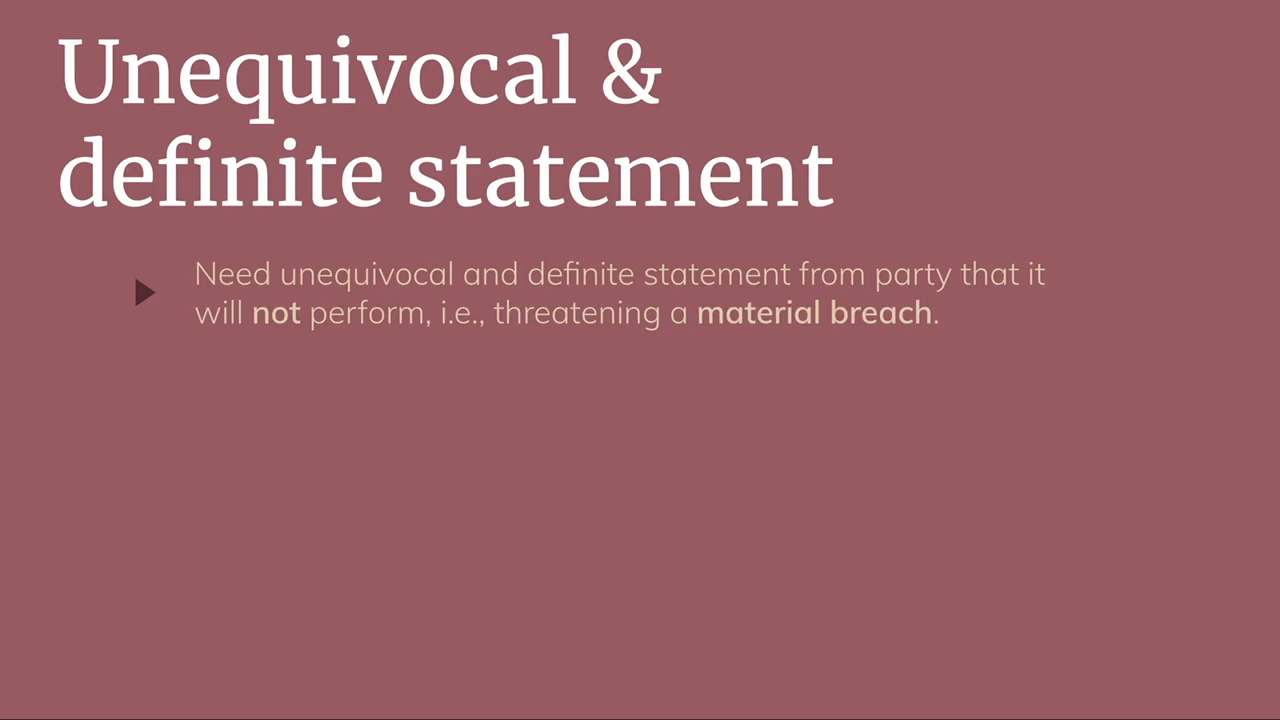 Unequivocal &
definite statement
Need unequivocal and definite statement from party that it
will not perform, i.e., threatening a material breach.